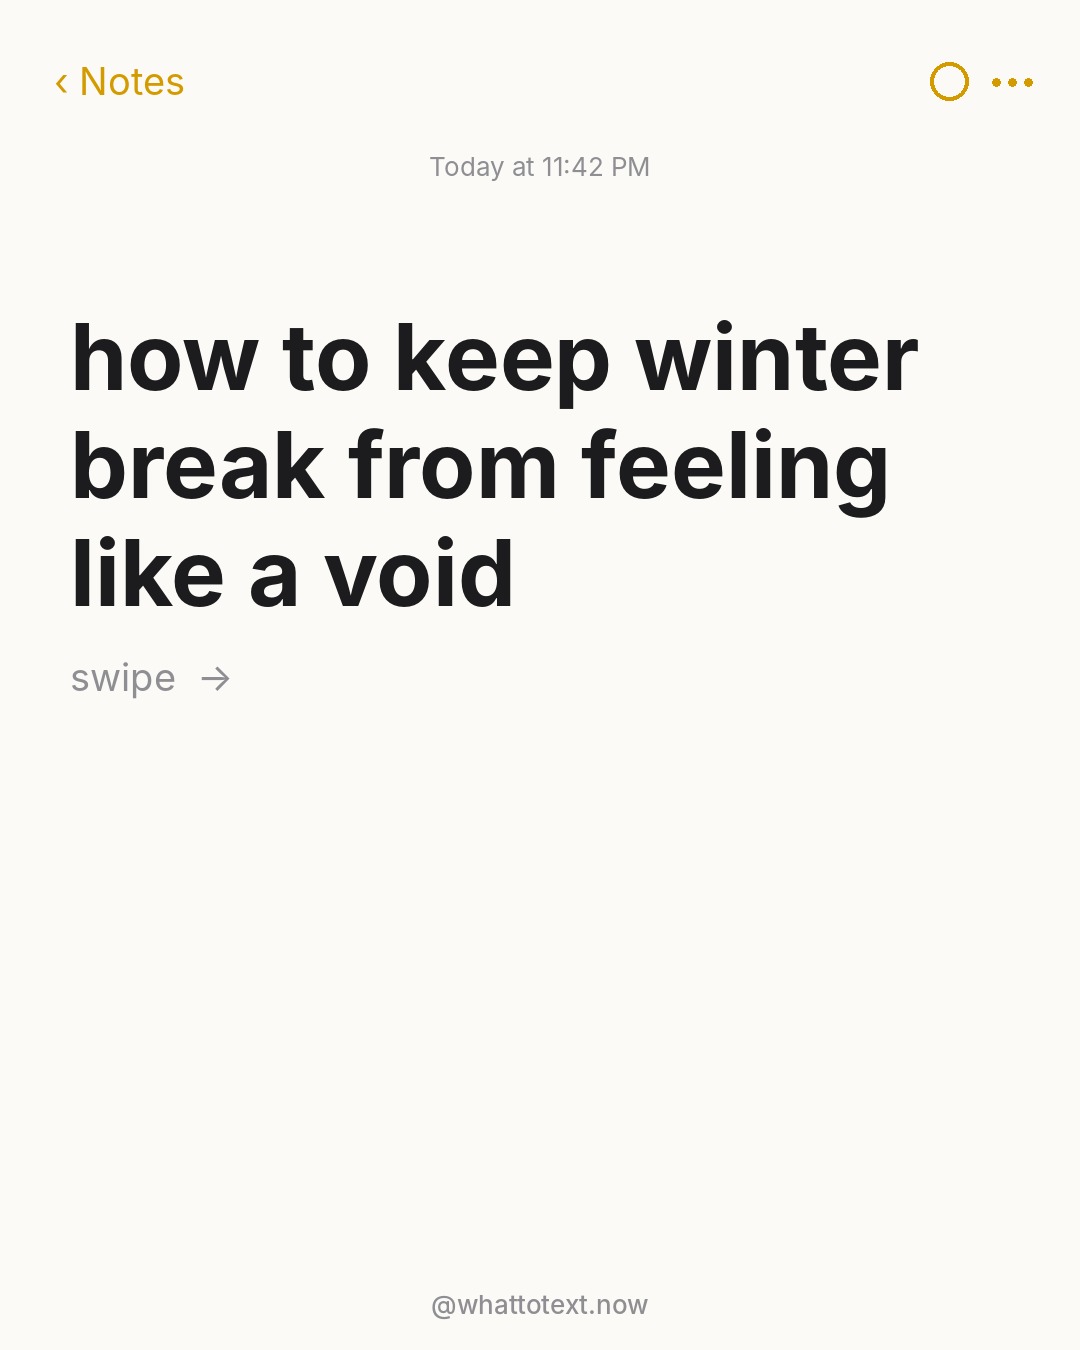 ‹ Notes
Today at 11:42 PM
how to keep winter
break from feeling
like a void
swipe →
@whattotext.now